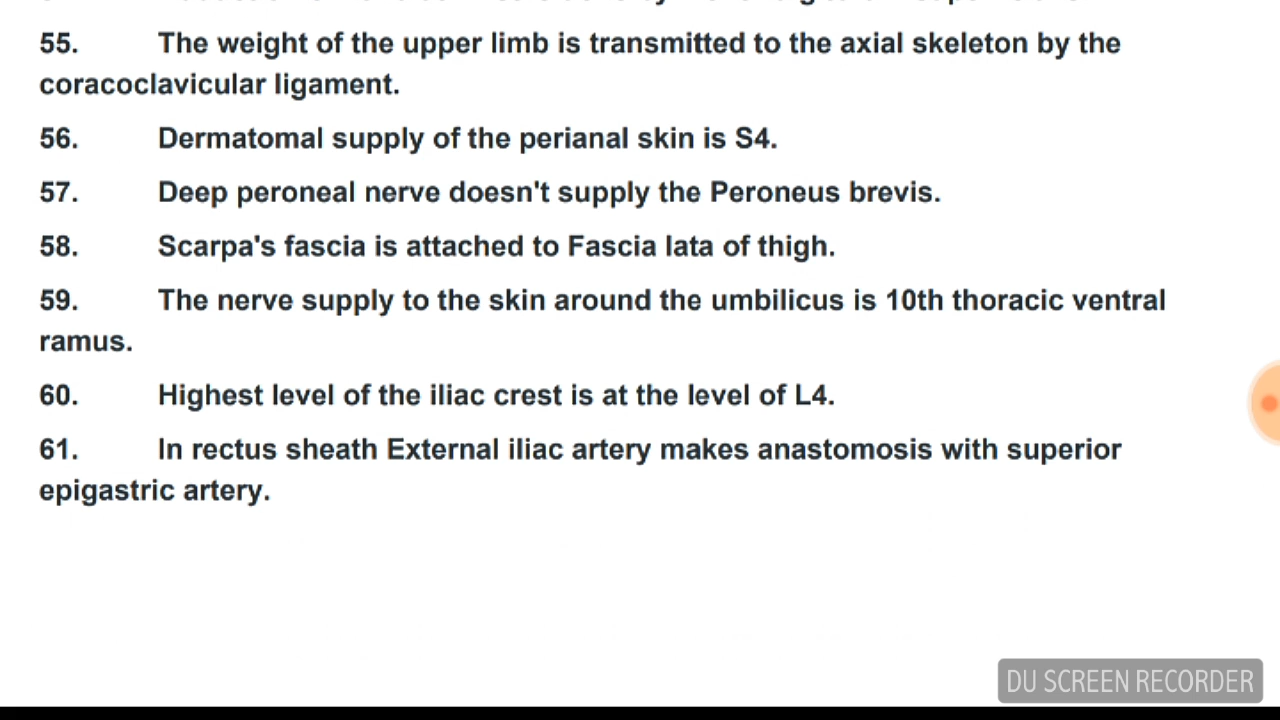 55. The weight of the upper limb is transmitted to the axial skeleton by the
coracoclavicular ligament.
56. Dermatomal supply of the perianal skin is S4.
57. Deep peroneal nerve doesn't supply the Peroneus brevis.
58. Scarpa's fascia is attached to Fascia lata of thigh.
59. The nerve supply to the skin around the umbilicus is 10th thoracic ventral
ramus.
60. Highest level of the iliac crest is at the level of L4.
61. In rectus sheath External iliac artery makes anastomosis with superior
epigastric artery.
DU SCREEN RECORDER